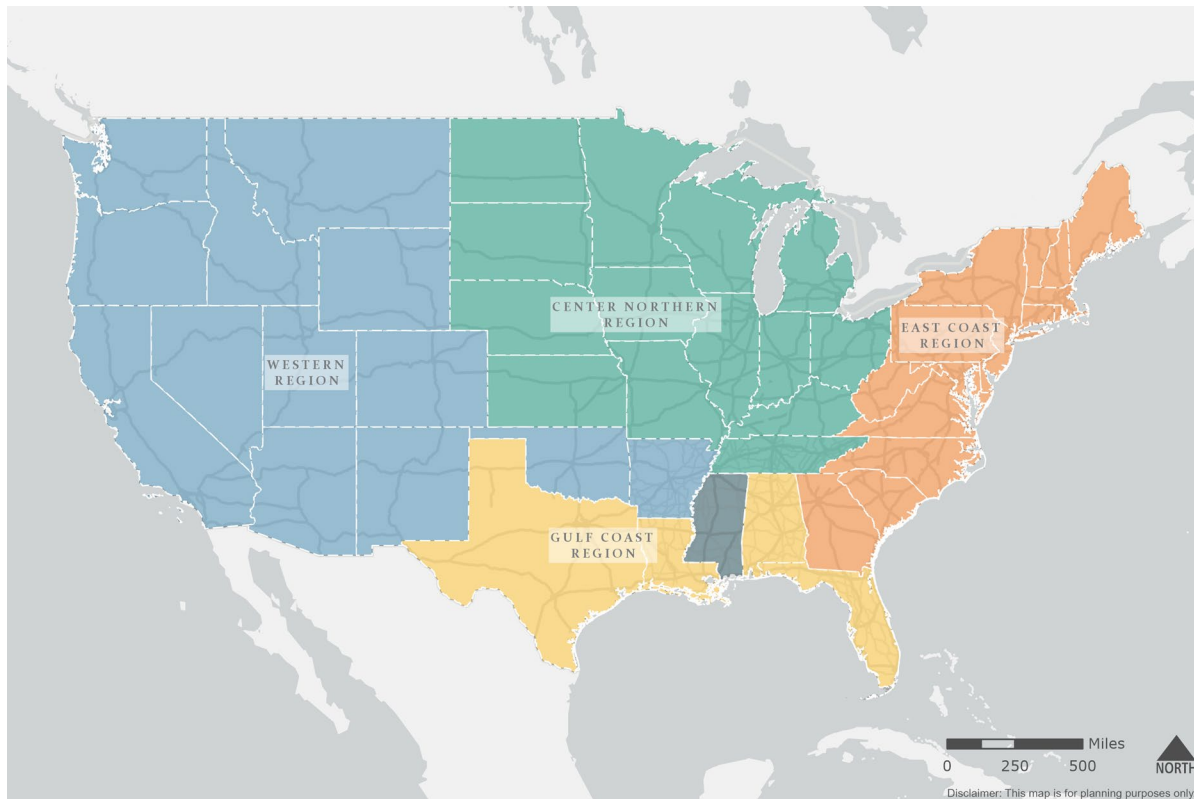 CENTER NORTHERN
REGION
EAST COAST
REGION
WESTERN
REGION
GULF COAST
REGION
Miles
0 250 500
NORTH
Disclaimer: This map is for planning purposes only